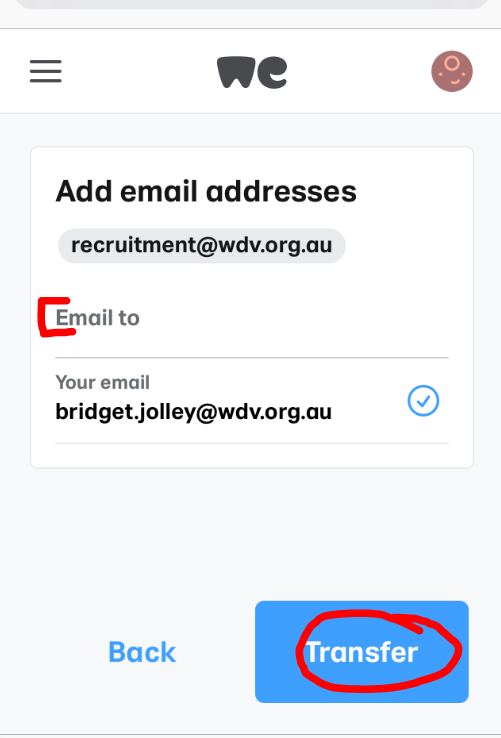 we
Add email addresses
recruitment@wdv.org.au
Email to
Your email
bridget.jolley@wdv.org.au
Back
Transfer